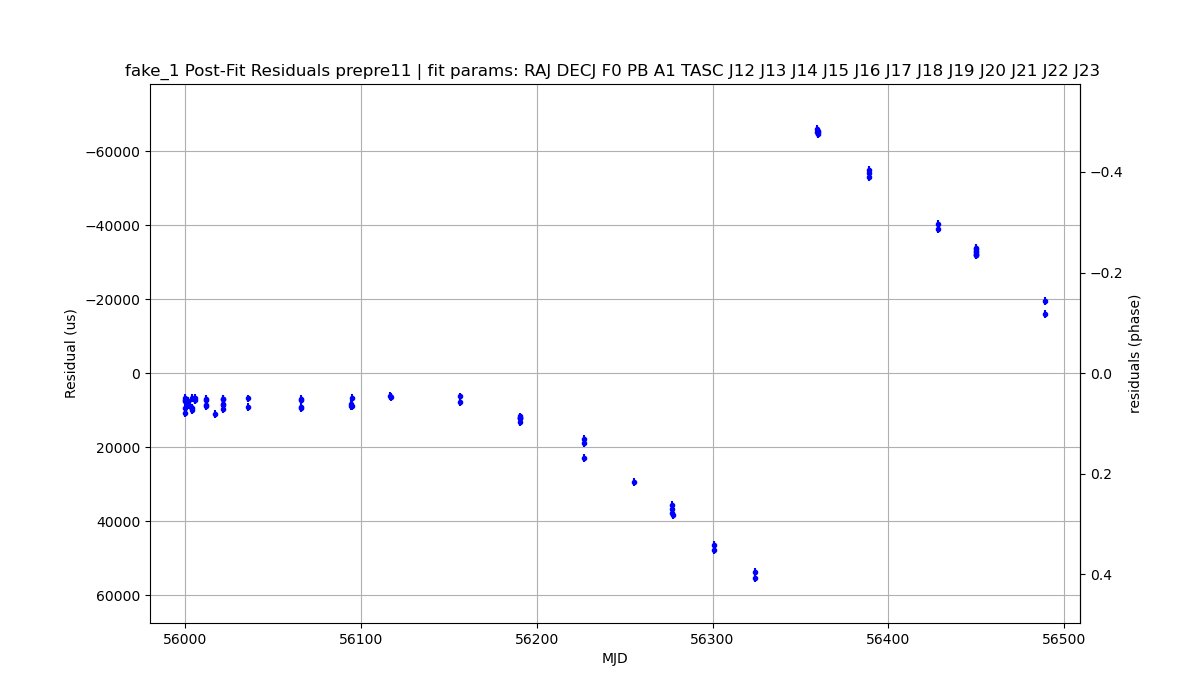 fake_1 Post-Fit Residuals prepre11 | fit params: RAJ DECJ F0 PB A1 TASC J12 J13 J14 J15 J16 J17 J18 J19 J20 J21 J22 J23
−60000
−40000
−20000
0
20000
40000
60000
Residual (us)
−0.4
−0.2
0.0
0.2
0.4
residuals (phase)
56000 56100 56200 56300 56400 56500
MJD